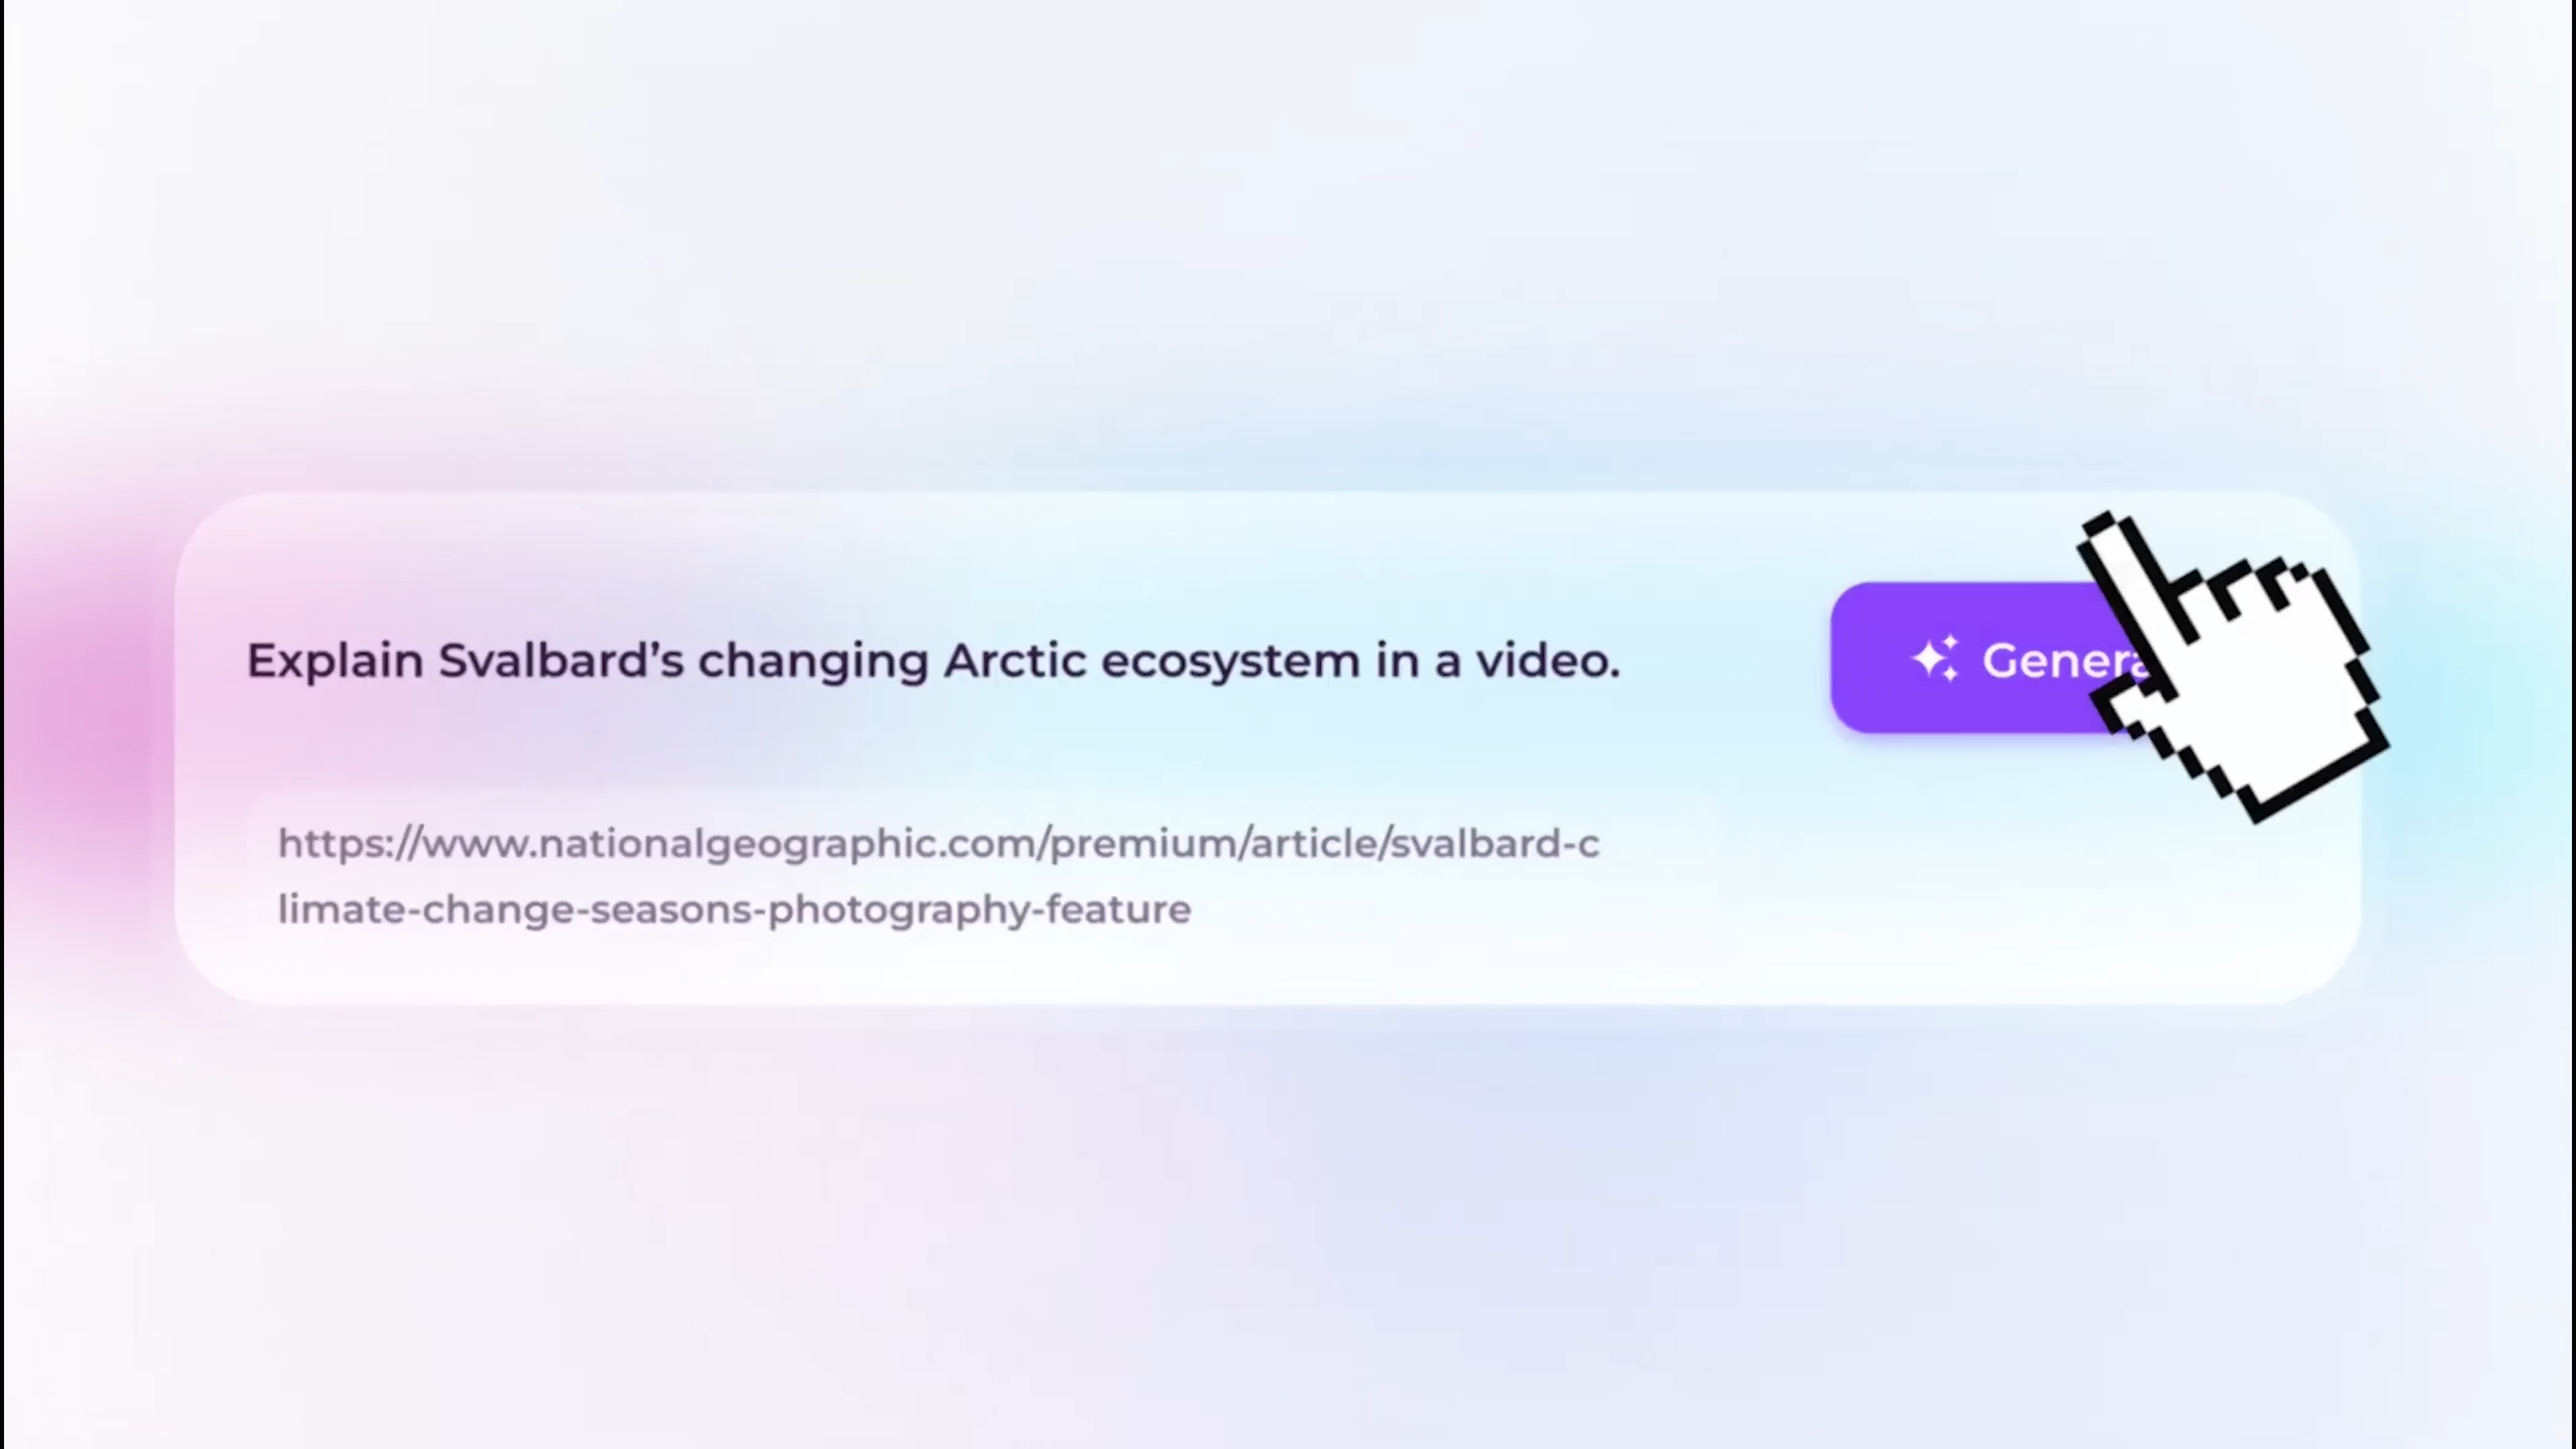 Explain Svalbard’s changing Arctic ecosystem in a video.
https://www.nationalgeographic.com/premium/article/svalbard-c
limate-change-seasons-photography-feature